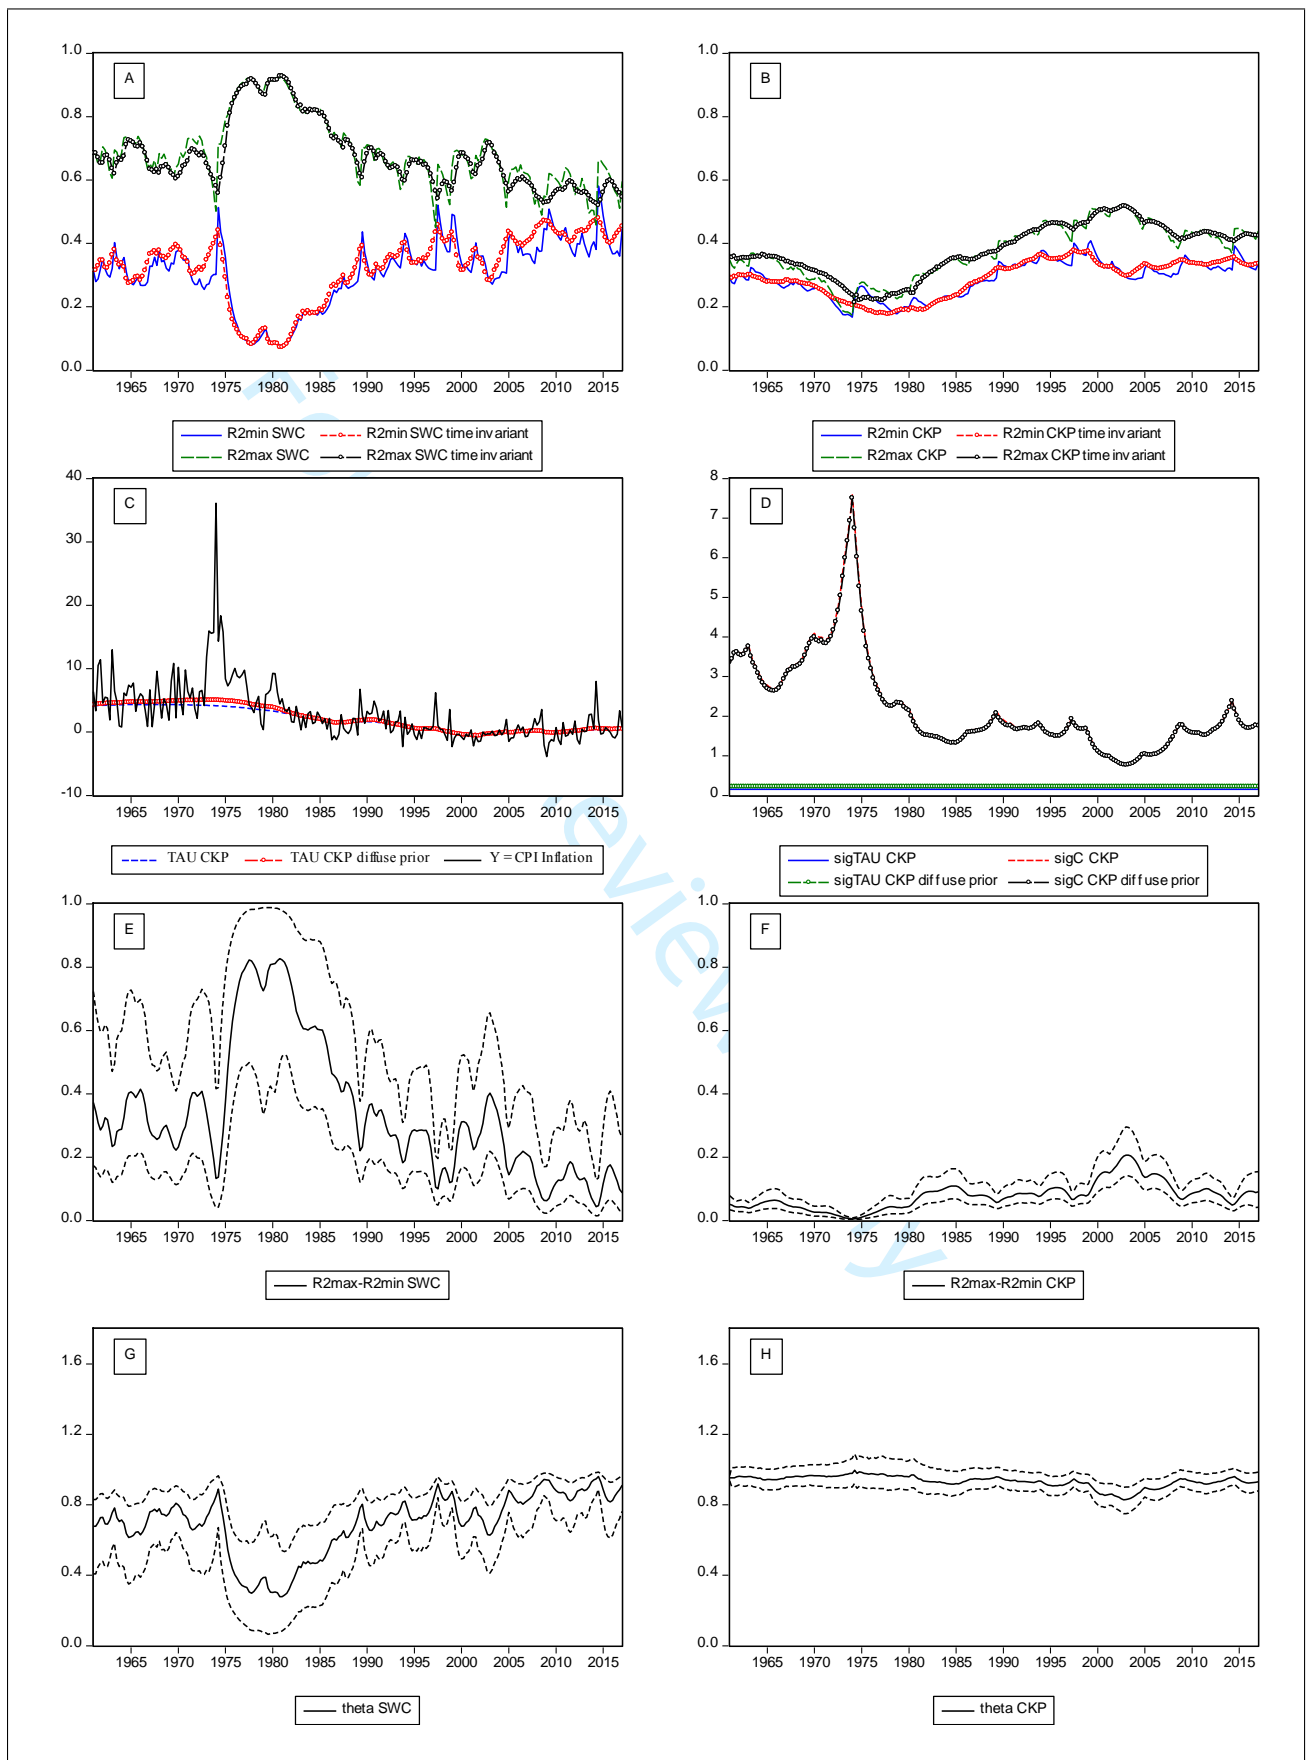 A
1.0
0.8
0.6
0.4
0.2
0.0
1965 1970 1975 1980 1985 1990 1995 2000 2005 2010 2015
R2min SWC R2min SWC time invariant
R2max SWC R2max SWC time invariant
B
1.0
0.8
0.6
0.4
0.2
0.0
1965 1970 1975 1980 1985 1990 1995 2000 2005 2010 2015
R2min CKP R2min CKP time invariant
R2max CKP R2max CKP time invariant
C
40
30
20
10
0
-10
1965 1970 1975 1980 1985 1990 1995 2000 2005 2010 2015
TAU CKP TAU CKP diffuse prior Y = CPI Inflation
D
8
7
6
5
4
3
2
1
0
1965 1970 1975 1980 1985 1990 1995 2000 2005 2010 2015
sigTAU CKP sigC CKP
sigTAU CKP diffuse prior sigC CKP diffuse prior
E
1.0
0.8
0.6
0.4
0.2
0.0
1965 1970 1975 1980 1985 1990 1995 2000 2005 2010 2015
R2max-R2min SWC
F
1.0
0.8
0.6
0.4
0.2
0.0
1965 1970 1975 1980 1985 1990 1995 2000 2005 2010 2015
R2max-R2min CKP
G
1.6
1.2
0.8
0.4
0.0
1965 1970 1975 1980 1985 1990 1995 2000 2005 2010 2015
theta SWC
H
1.6
1.2
0.8
0.4
0.0
1965 1970 1975 1980 1985 1990 1995 2000 2005 2010 2015
theta CKP